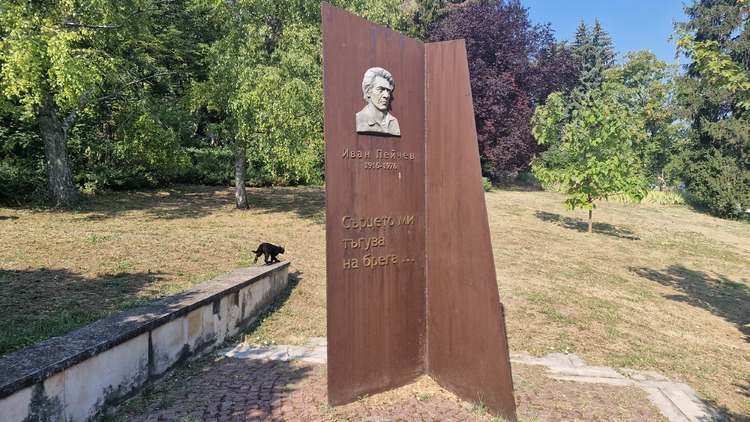 Иван Пейчев
1916-1976
Сърцето ми
тъгува
на брега ...